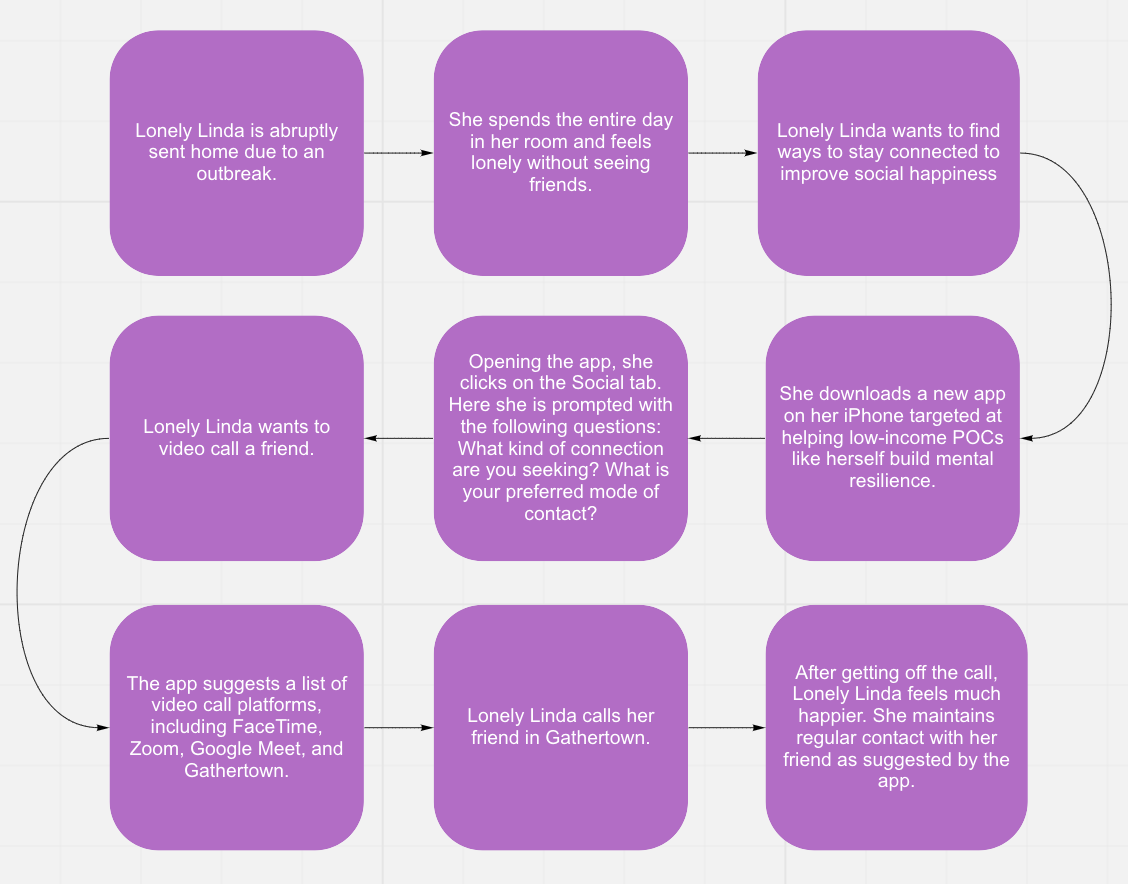 Lonely Linda is abruptly
sent home due to an
outbreak.
She spends the entire day
in her room and feels
lonely without seeing
friends.
Lonely Linda wants to find
ways to stay connected to
improve social happiness
She downloads a new app
on her iPhone targeted at
helping low-income POCs
like herself build mental
resilience.
Opening the app, she
clicks on the Social tab.
Here she is prompted with
the following questions:
What kind of connection
are you seeking? What is
your preferred mode of
contact?
Lonely Linda wants to
video call a friend.
The app suggests a list of
video call platforms,
including FaceTime,
Zoom, Google Meet, and
Gathertown.
Lonely Linda calls her
friend in Gathertown.
After getting off the call,
Lonely Linda feels much
happier. She maintains
regular contact with her
friend as suggested by the
app.